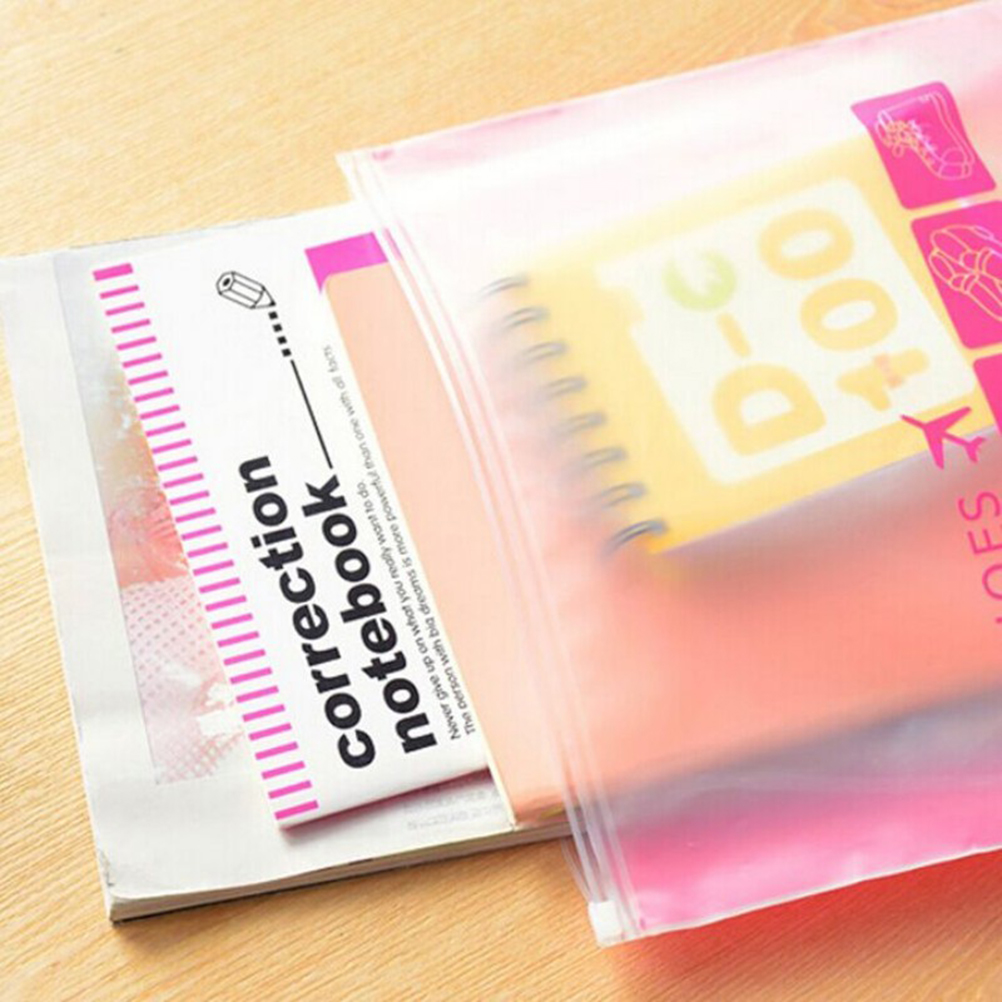 correction
notebook
Never give up on what you really want to do.
The person with big dreams is more powerful than one with all facts.
D-
100